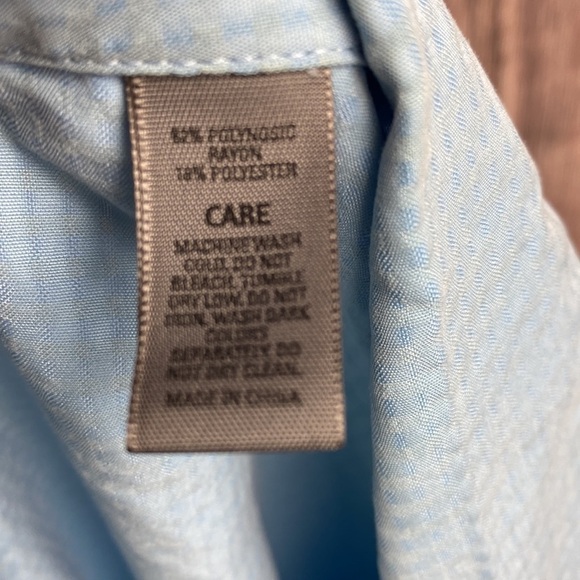 82% POLYNOSIC
RAYON
18% POLYESTER
CARE
MACHINE WASH
COLD. DO NOT
BLEACH. TUMBLE
DRY LOW. DO NOT
IRON. WASH DARK
COLORS
SEPARATELY. DO
NOT DRY CLEAN.
MADE IN CHINA